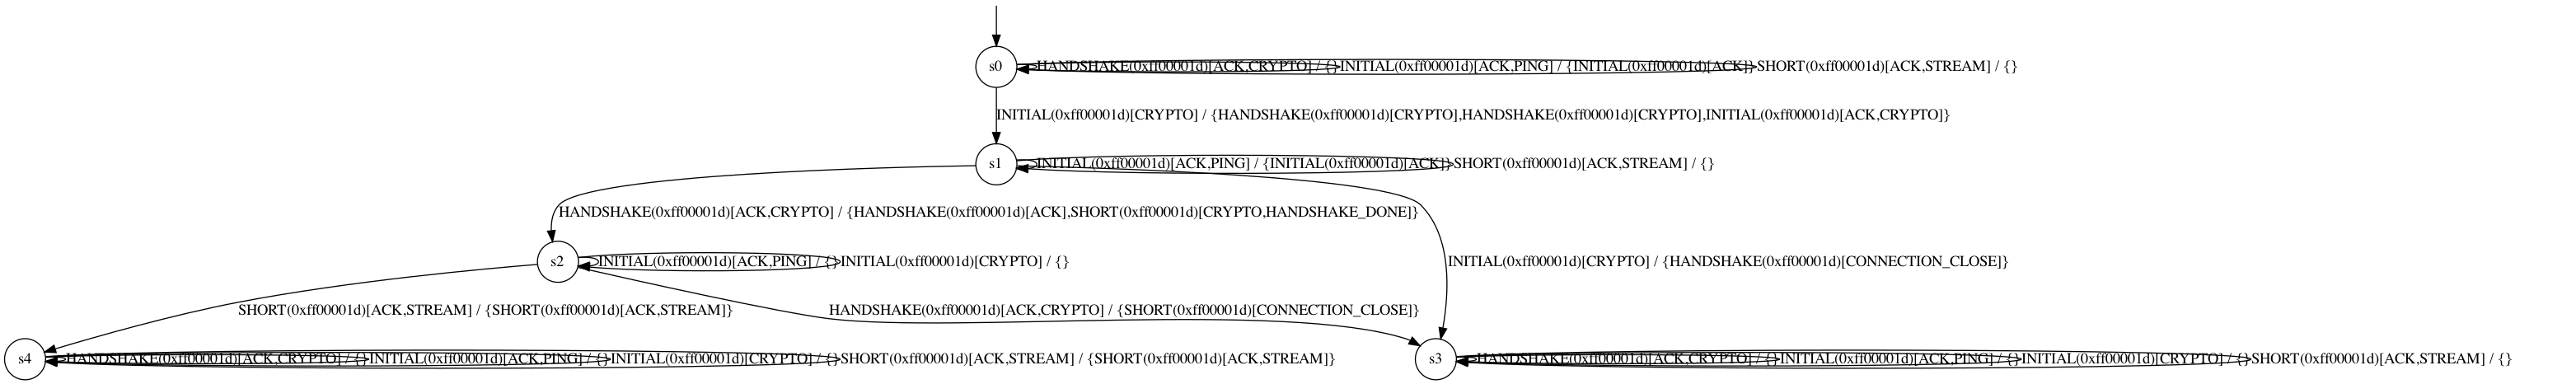 s0
HANDSHAKE(0xff00001d)[ACK,CRYPTO] / {}
INITIAL(0xff00001d)[ACK,PING] / {INITIAL(0xff00001d)[ACK]}
SHORT(0xff00001d)[ACK,STREAM] / {}
INITIAL(0xff00001d)[CRYPTO] / {HANDSHAKE(0xff00001d)[CRYPTO],HANDSHAKE(0xff00001d)[CRYPTO],INITIAL(0xff00001d)[ACK,CRYPTO]}
s1
INITIAL(0xff00001d)[ACK,PING] / {INITIAL(0xff00001d)[ACK]}
SHORT(0xff00001d)[ACK,STREAM] / {}
HANDSHAKE(0xff00001d)[ACK,CRYPTO] / {HANDSHAKE(0xff00001d)[ACK],SHORT(0xff00001d)[CRYPTO,HANDSHAKE_DONE]}
s2
INITIAL(0xff00001d)[ACK,PING] / {}
INITIAL(0xff00001d)[CRYPTO] / {}
INITIAL(0xff00001d)[CRYPTO] / {HANDSHAKE(0xff00001d)[CONNECTION_CLOSE]}
SHORT(0xff00001d)[ACK,STREAM] / {SHORT(0xff00001d)[ACK,STREAM]}
HANDSHAKE(0xff00001d)[ACK,CRYPTO] / {SHORT(0xff00001d)[CONNECTION_CLOSE]}
s4
HANDSHAKE(0xff00001d)[ACK,CRYPTO] / {}
INITIAL(0xff00001d)[ACK,PING] / {}
INITIAL(0xff00001d)[CRYPTO] / {}
SHORT(0xff00001d)[ACK,STREAM] / {SHORT(0xff00001d)[ACK,STREAM]}
s3
HANDSHAKE(0xff00001d)[ACK,CRYPTO] / {}
INITIAL(0xff00001d)[ACK,PING] / {}
INITIAL(0xff00001d)[CRYPTO] / {}
SHORT(0xff00001d)[ACK,STREAM] / {}